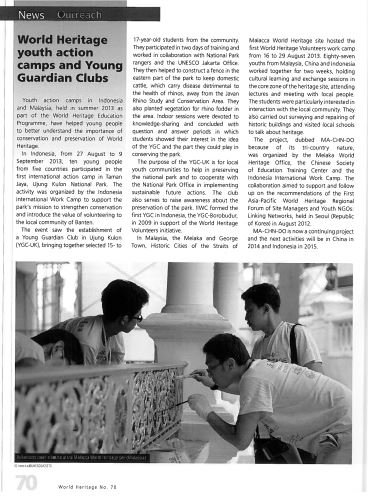 News Outreach
World Heritage
youth action
camps and Young
Guardian Clubs
Youth action camps in Indonesia
and Malaysia, held in summer 2013 as
part of the World Heritage Education
Programme, have helped young people
to better understand the importance of
conservation and preservation of World
Heritage.
In Indonesia, from 27 August to 9
September 2013, ten young people
from five countries participated in the
first international action camp in Taman
Jaya, Ujung Kulon National Park. The
activity was organized by the Indonesia
International Work Camp to support the
park's mission to strengthen conservation
and introduce the value of volunteering to
the local community of Banten.
The event saw the establishment of
a Young Guardian Club in Ujung Kulon
(YGC-UK), bringing together selected 15- to
17-year-old students from the community.
They participated in two days of training and
worked in collaboration with National Park
rangers and the UNESCO Jakarta Office.
They then helped to construct a fence in the
eastern part of the park to keep domestic
cattle, which carry disease detrimental to
the health of rhinos, away from the Javan
Rhino Study and Conservation Area. They
also planted vegetation for rhino fodder in
the area. Indoor sessions were devoted to
knowledge-sharing and concluded with
question and answer periods in which
students showed their interest in the idea
of the YGC and the part they could play in
conserving the park.
The purpose of the YGC-UK is for local
youth communities to help in preserving
the national park and to cooperate with
the National Park Office in implementing
sustainable future actions. The club
also serves to raise awareness about the
preservation of the park. IIWC formed the
first YGC in Indonesia, the YGC-Borobudur,
in 2009 in support of the World Heritage
Volunteers initiative.
In Malaysia, the Melaka and George
Town, Historic Cities of the Straits of
Malacca World Heritage site hosted the
first World Heritage Volunteers work camp
from 16 to 29 August 2013. Eighty-seven
youths from Malaysia, China and Indonesia
worked together for two weeks, holding
cultural learning and exchange sessions in
the core zone of the heritage site, attending
lectures and meeting with local people.
The students were particularly interested in
interaction with the local community. They
also carried out surveying and repairing of
historic buildings and visited local schools
to talk about heritage.
The project, dubbed MA-CHN-DO
because of its tri-country nature,
was organized by the Melaka World
Heritage Office, the Chinese Society
of Education Training Center and the
Indonesia International Work Camp. The
collaboration aimed to support and follow
up on the recommendations of the First
Asia-Pacific World Heritage Regional
Forum of Site Managers and Youth NGOs:
Linking Networks, held in Seoul (Republic
of Korea) in August 2012.
MA-CHN-DO is now a continuing project
and the next activities will be in China in
2014 and Indonesia in 2015.
70
World Heritage No. 70